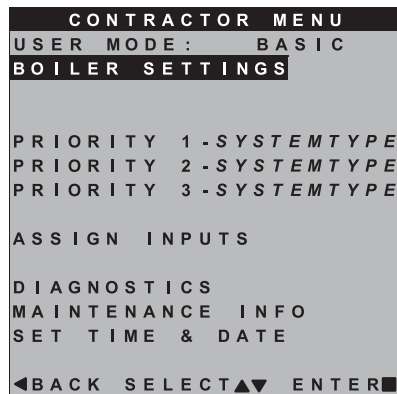 CONTRACTOR MENU
USER MODE: BASIC
BOILER SETTINGS
PRIORITY 1-SYSTEMTYPE
PRIORITY 2-SYSTEMTYPE
PRIORITY 3-SYSTEMTYPE
ASSIGN INPUTS
DIAGNOSTICS
MAINTENANCE INFO
SET TIME & DATE
◀BACK SELECT▲▼ ENTER■